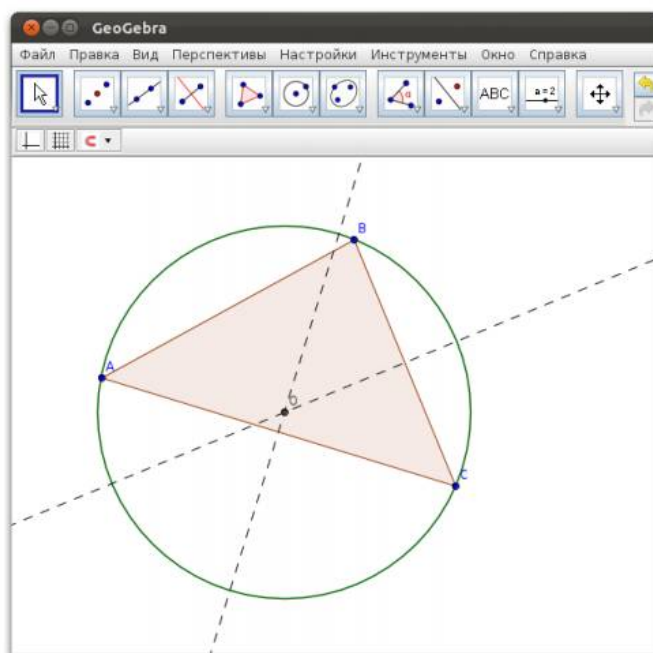 GeoGebra
Файл Правка Вид Перспективы Настройки Инструменты Окно Справка
α ABC a = 2
B
A
C